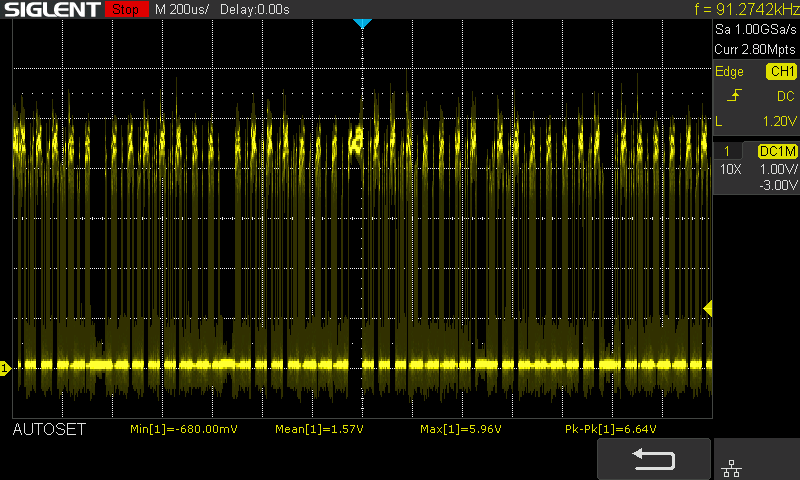 SIGLENT Stop M 200us/ Delay:0.00s f = 91.2742kHz
Sa 1.00GSa/s
Curr 2.80Mpts
Edge CH1
DC
L 1.20V
1 DC1M
10X 1.00V/
-3.00V
1
AUTOSET Min[1]=-680.00mV Mean[1]=1.57V Max[1]=5.96V Pk-Pk[1]=6.64V